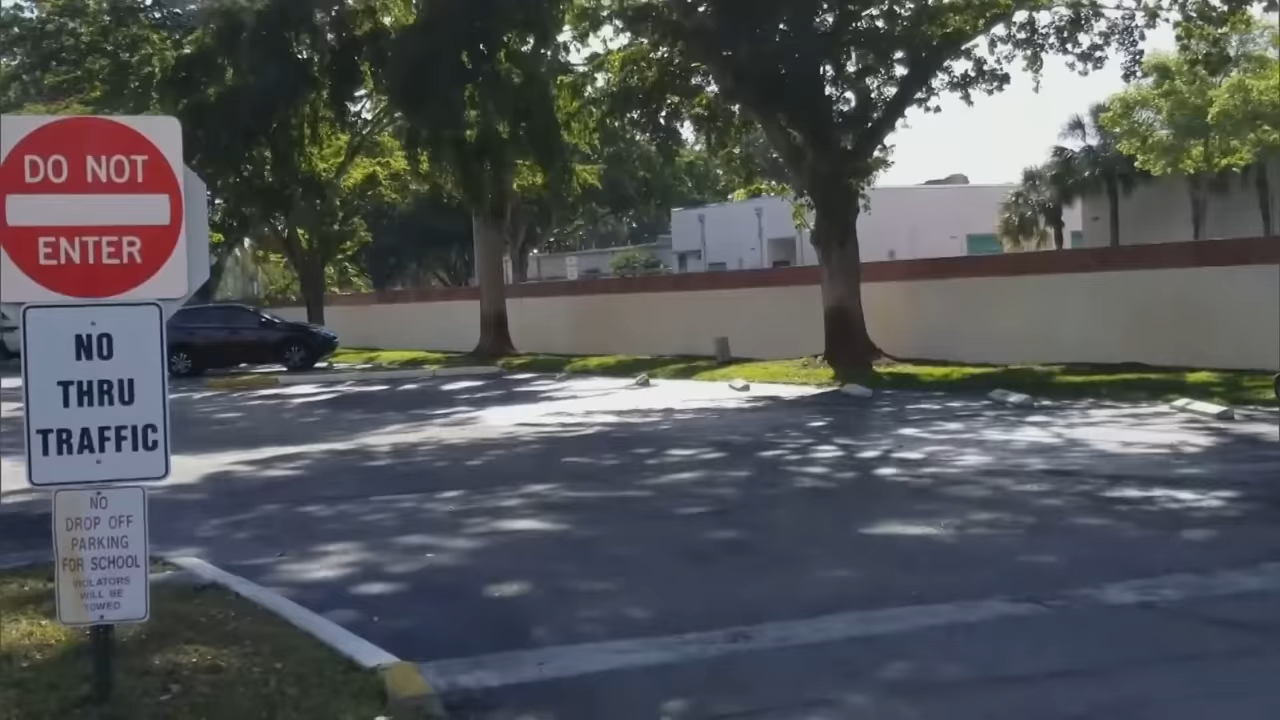 DO NOT
ENTER
NO
THRU
TRAFFIC
NO
DROP OFF
PARKING
FOR SCHOOL
VIOLATORS
WILL BE
TOWED